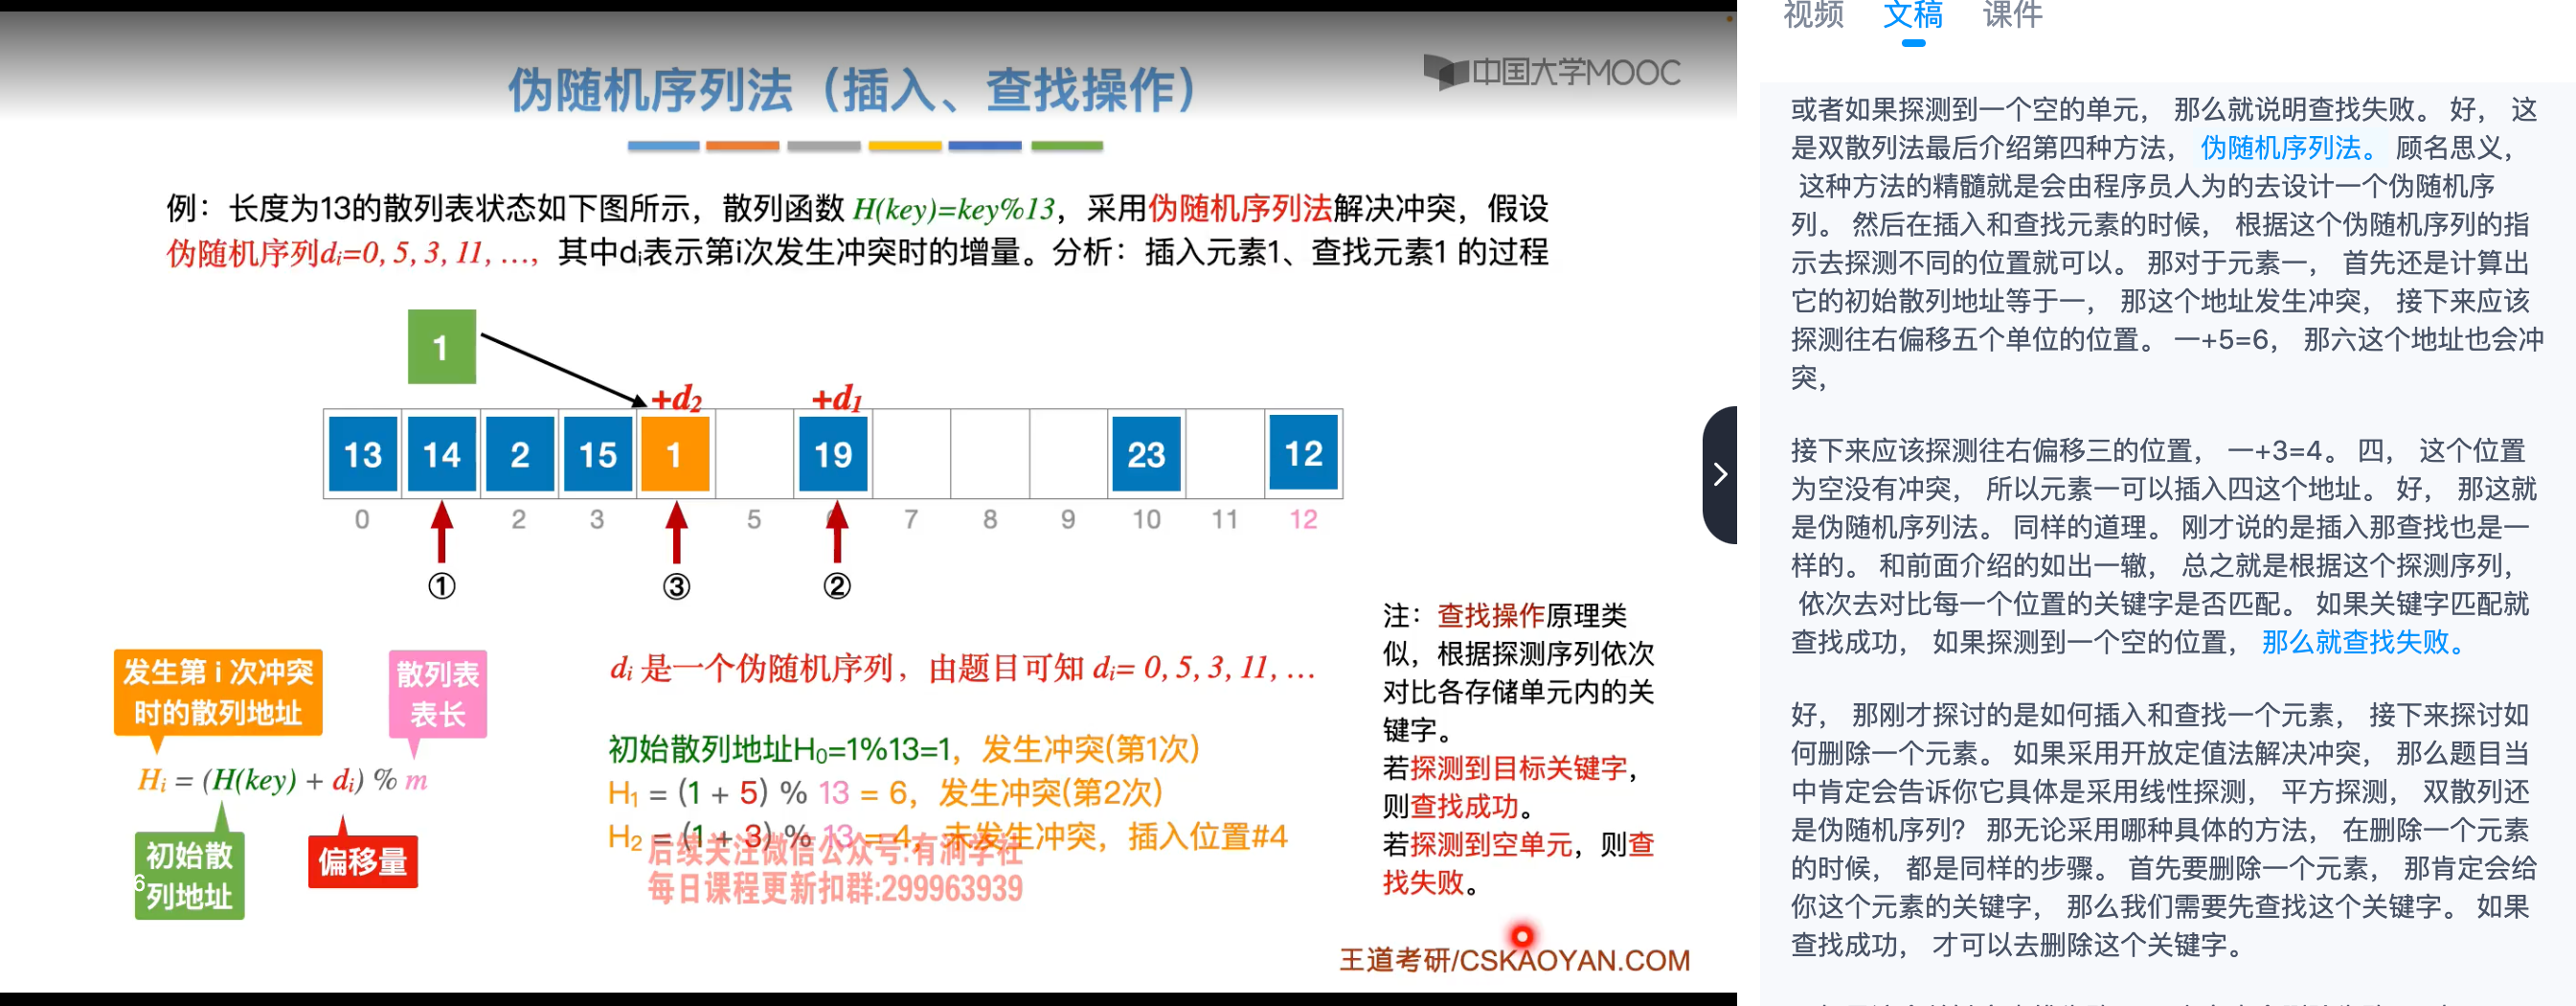 伪随机序列法（插入、查找操作）
中国大学MOOC
例：长度为13的散列表状态如下图所示，散列函数 H(key)=key%13，采用伪随机序列法解决冲突，假设
伪随机序列di=0, 5, 3, 11, …，其中di表示第i次发生冲突时的增量。分析：插入元素1、查找元素1 的过程
1
+d2 +d1
13 14 2 15 1 19 23 12
0 2 3 5 7 8 9 10 11 12
① ③ ②
发生第 i 次冲突
时的散列地址
散列表
表长
Hi = (H(key) + di) % m
初始散
列地址
6
偏移量
di 是一个伪随机序列，由题目可知 di= 0, 5, 3, 11, …
初始散列地址H0=1%13=1，发生冲突(第1次)
H1 = (1 + 5) % 13 = 6，发生冲突(第2次)
H2 = (1 + 3) % 13 = 4，未发生冲突，插入位置#4
后续关注微信公众号:有涧学社
每日课程更新扣群:299963939
注：查找操作原理类
似，根据探测序列依次
对比各存储单元内的关
键字。
若探测到目标关键字，
则查找成功。
若探测到空单元，则查
找失败。
王道考研/CSKAOYAN.COM
视频 文稿 课件
或者如果探测到一个空的单元， 那么就说明查找失败。 好， 这
是双散列法最后介绍第四种方法， 伪随机序列法。 顾名思义，
这种方法的精髓就是会由程序员人为的去设计一个伪随机序
列。 然后在插入和查找元素的时候， 根据这个伪随机序列的指
示去探测不同的位置就可以。 那对于元素一， 首先还是计算出
它的初始散列地址等于一， 那这个地址发生冲突， 接下来应该
探测往右偏移五个单位的位置。 一+5=6， 那六这个地址也会冲
突，
接下来应该探测往右偏移三的位置， 一+3=4。 四， 这个位置
为空没有冲突， 所以元素一可以插入四这个地址。 好， 那这就
是伪随机序列法。 同样的道理。 刚才说的是插入那查找也是一
样的。 和前面介绍的如出一辙， 总之就是根据这个探测序列，
依次去对比每一个位置的关键字是否匹配。 如果关键字匹配就
查找成功， 如果探测到一个空的位置， 那么就查找失败。
好， 那刚才探讨的是如何插入和查找一个元素， 接下来探讨如
何删除一个元素。 如果采用开放定值法解决冲突， 那么题目当
中肯定会告诉你它具体是采用线性探测， 平方探测， 双散列还
是伪随机序列？ 那无论采用哪种具体的方法， 在删除一个元素
的时候， 都是同样的步骤。 首先要删除一个元素， 那肯定会给
你这个元素的关键字， 那么我们需要先查找这个关键字。 如果
查找成功， 才可以去删除这个关键字。